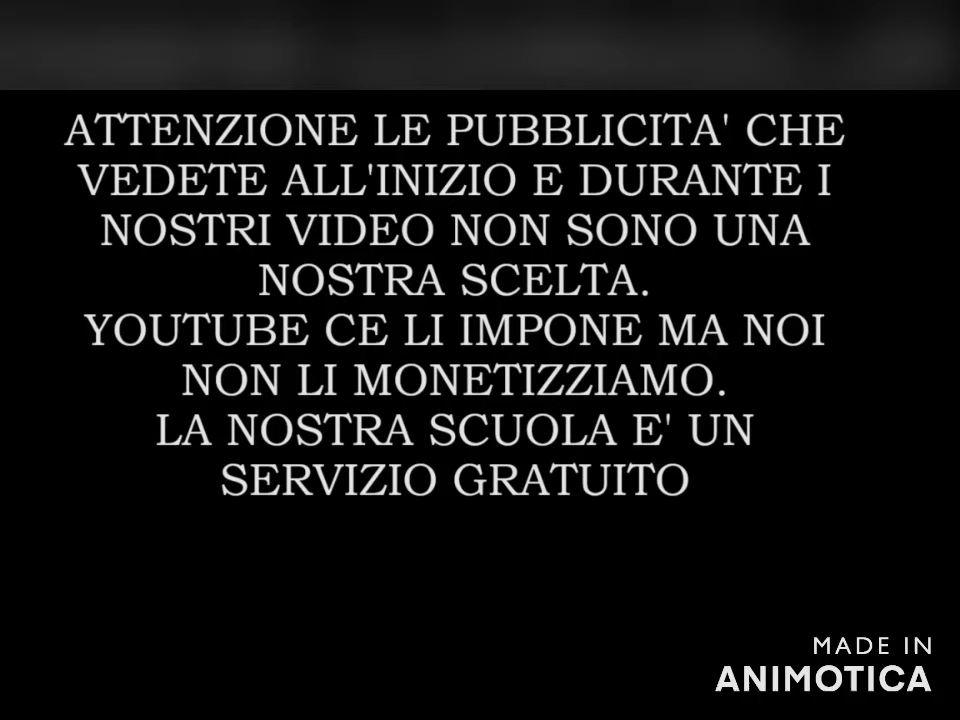 ATTENZIONE LE PUBBLICITA' CHE
VEDETE ALL'INIZIO E DURANTE I
NOSTRI VIDEO NON SONO UNA
NOSTRA SCELTA.
YOUTUBE CE LI IMPONE MA NOI
NON LI MONETIZZIAMO.
LA NOSTRA SCUOLA E' UN
SERVIZIO GRATUITO
MADE IN
ANIMOTICA